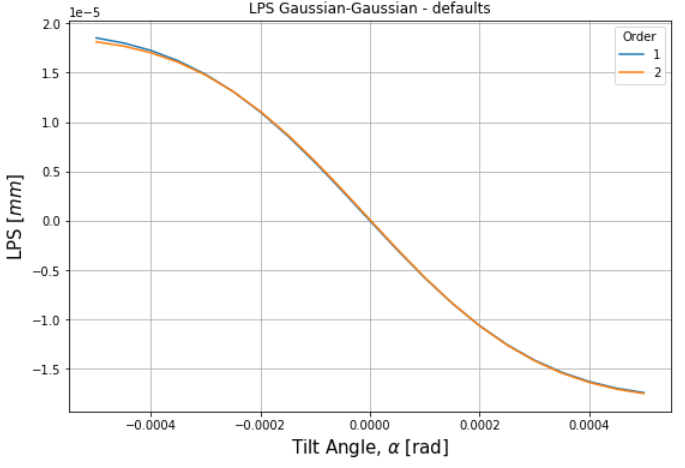 LPS Gaussian-Gaussian - defaults
1e−5
2.0
1.5
1.0
0.5
0.0
−0.5
−1.0
−1.5
LPS [mm]
Order
1
2
−0.0004 −0.0002 0.0000 0.0002 0.0004
Tilt Angle, α [rad]